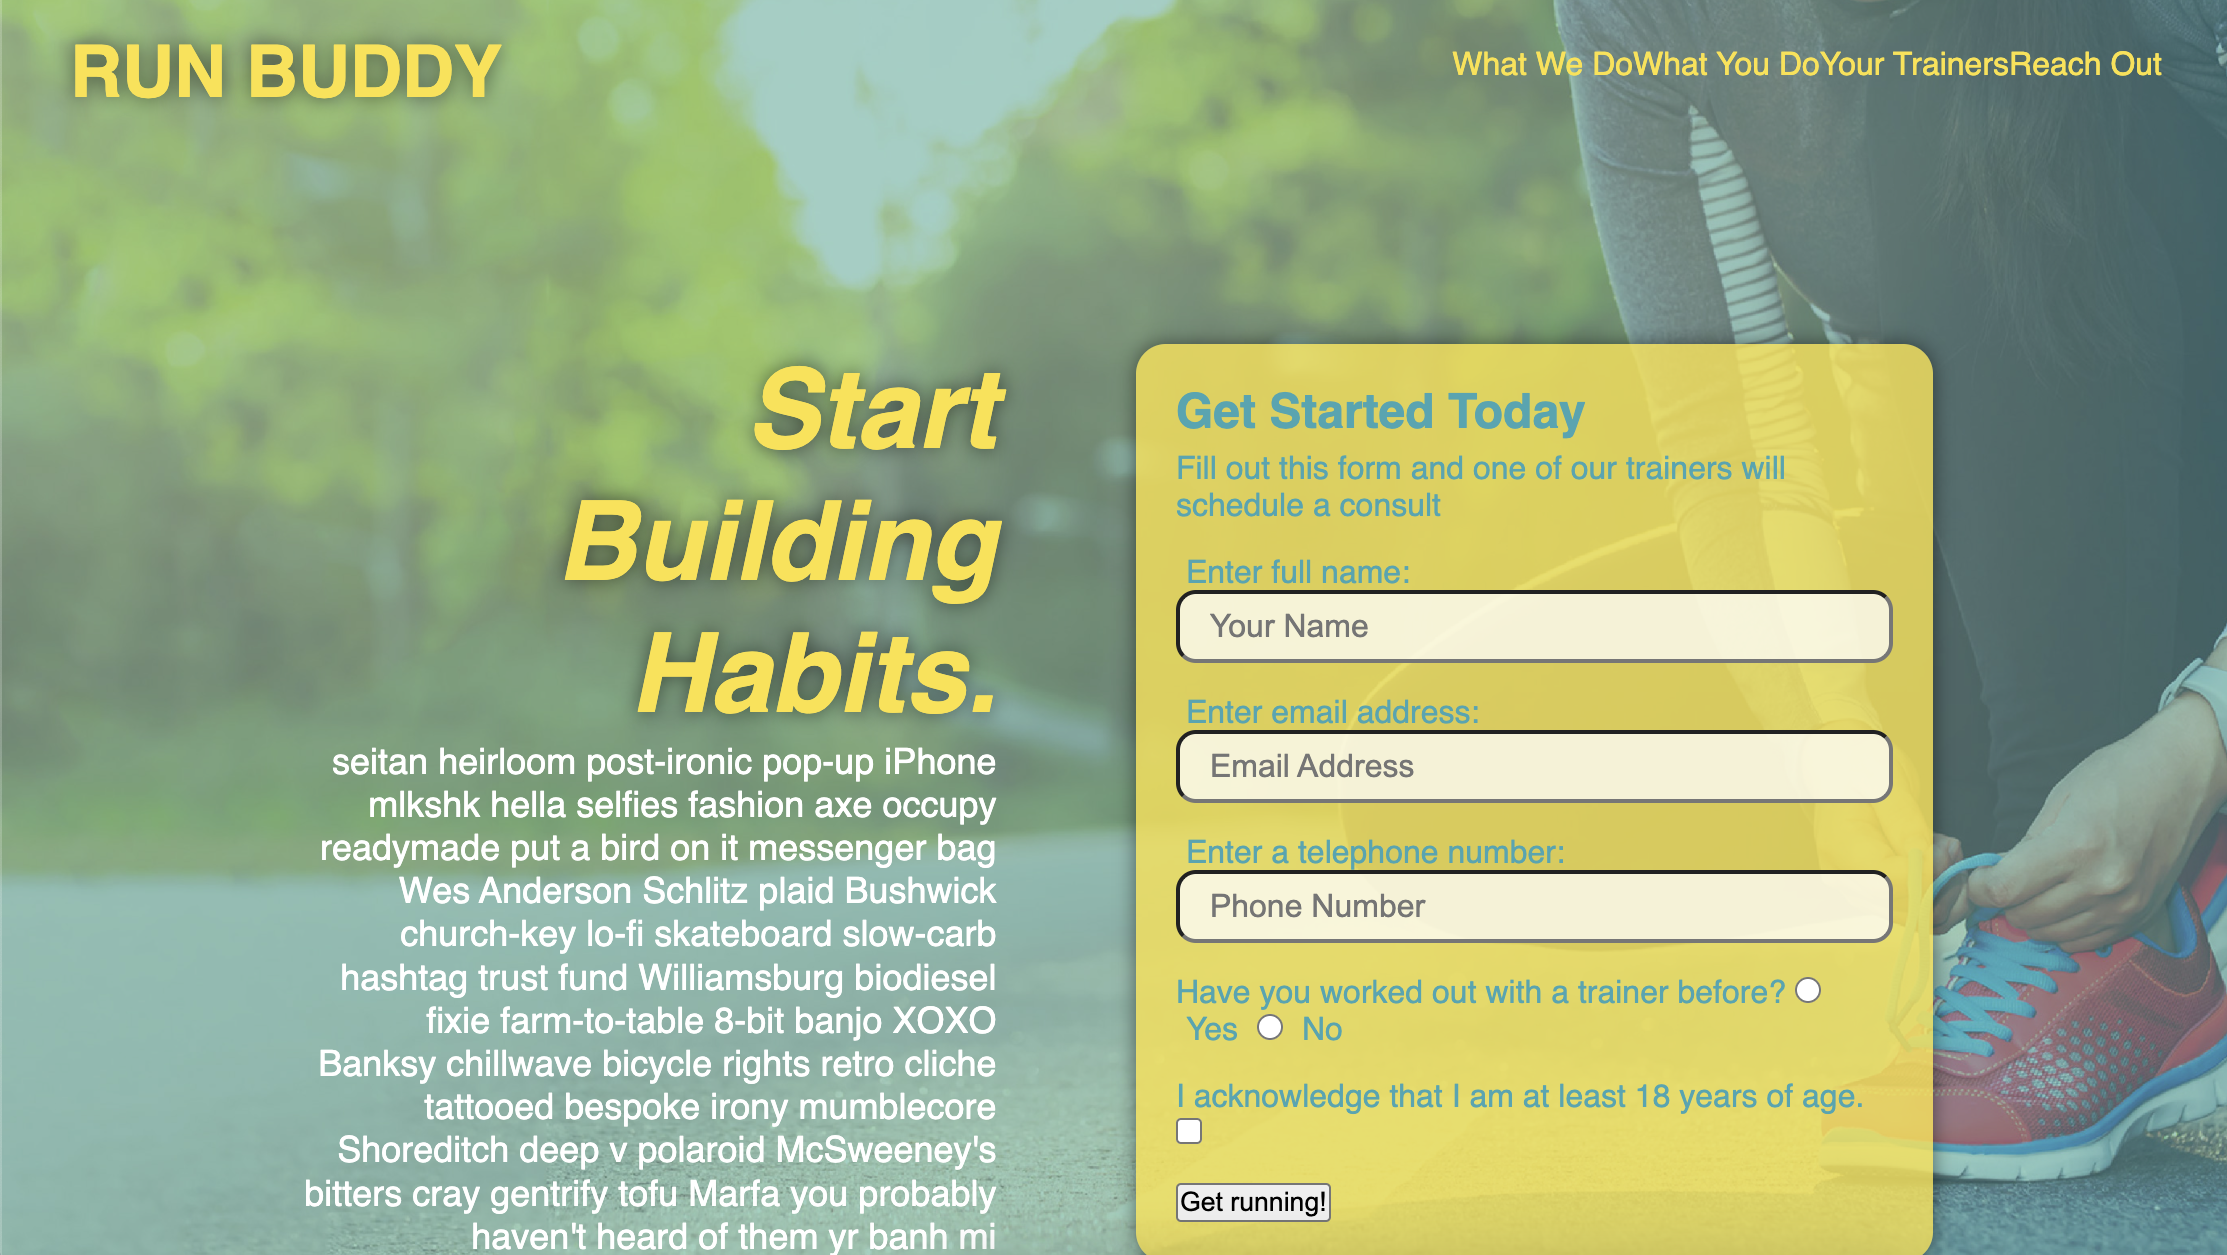 RUN BUDDY
What We DoWhat You DoYour TrainersReach Out
Start
Building
Habits.
seitan heirloom post-ironic pop-up iPhone
mlkshk hella selfies fashion axe occupy
readymade put a bird on it messenger bag
Wes Anderson Schlitz plaid Bushwick
church-key lo-fi skateboard slow-carb
hashtag trust fund Williamsburg biodiesel
fixie farm-to-table 8-bit banjo XOXO
Banksy chillwave bicycle rights retro cliche
tattooed bespoke irony mumblecore
Shoreditch deep v polaroid McSweeney's
bitters cray gentrify tofu Marfa you probably
haven't heard of them yr banh mi
Get Started Today
Fill out this form and one of our trainers will
schedule a consult
Enter full name:
Your Name
Enter email address:
Email Address
Enter a telephone number:
Phone Number
Have you worked out with a trainer before?
Yes No
I acknowledge that I am at least 18 years of age.
Get running!